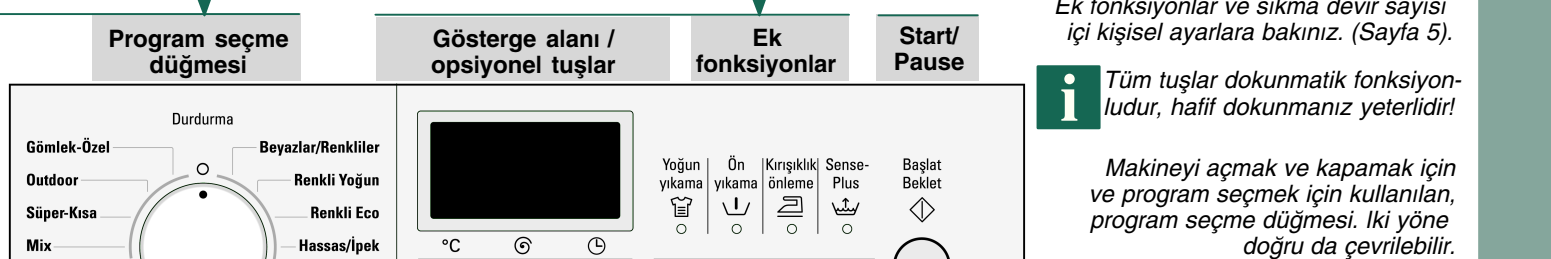 Program seçme
düğmesi
Gösterge alanı /
opsiyonel tuşlar
Ek
fonksiyonlar
Start/
Pause
Durdurma
Gömlek-Özel
Outdoor
Süper-Kısa
Mix
Beyazlar/Renkliler
Renkli Yoğun
Renkli Eco
Hassas/İpek
°C
Yoğun
yıkama
Ön
yıkama
Kırışıklık
önleme
Sense-
Plus
Başlat
Beklet
Ek fonksiyonlar ve sıkma devir sayısı
içi kişisel ayarlara bakınız. (Sayfa 5).
i
Tüm tuşlar dokunmatik fonksiyon-
ludur, hafif dokunmanız yeterlidir!
Makineyi açmak ve kapamak için
ve program seçmek için kullanılan,
program seçme düğmesi. Iki yöne
doğru da çevrilebilir.